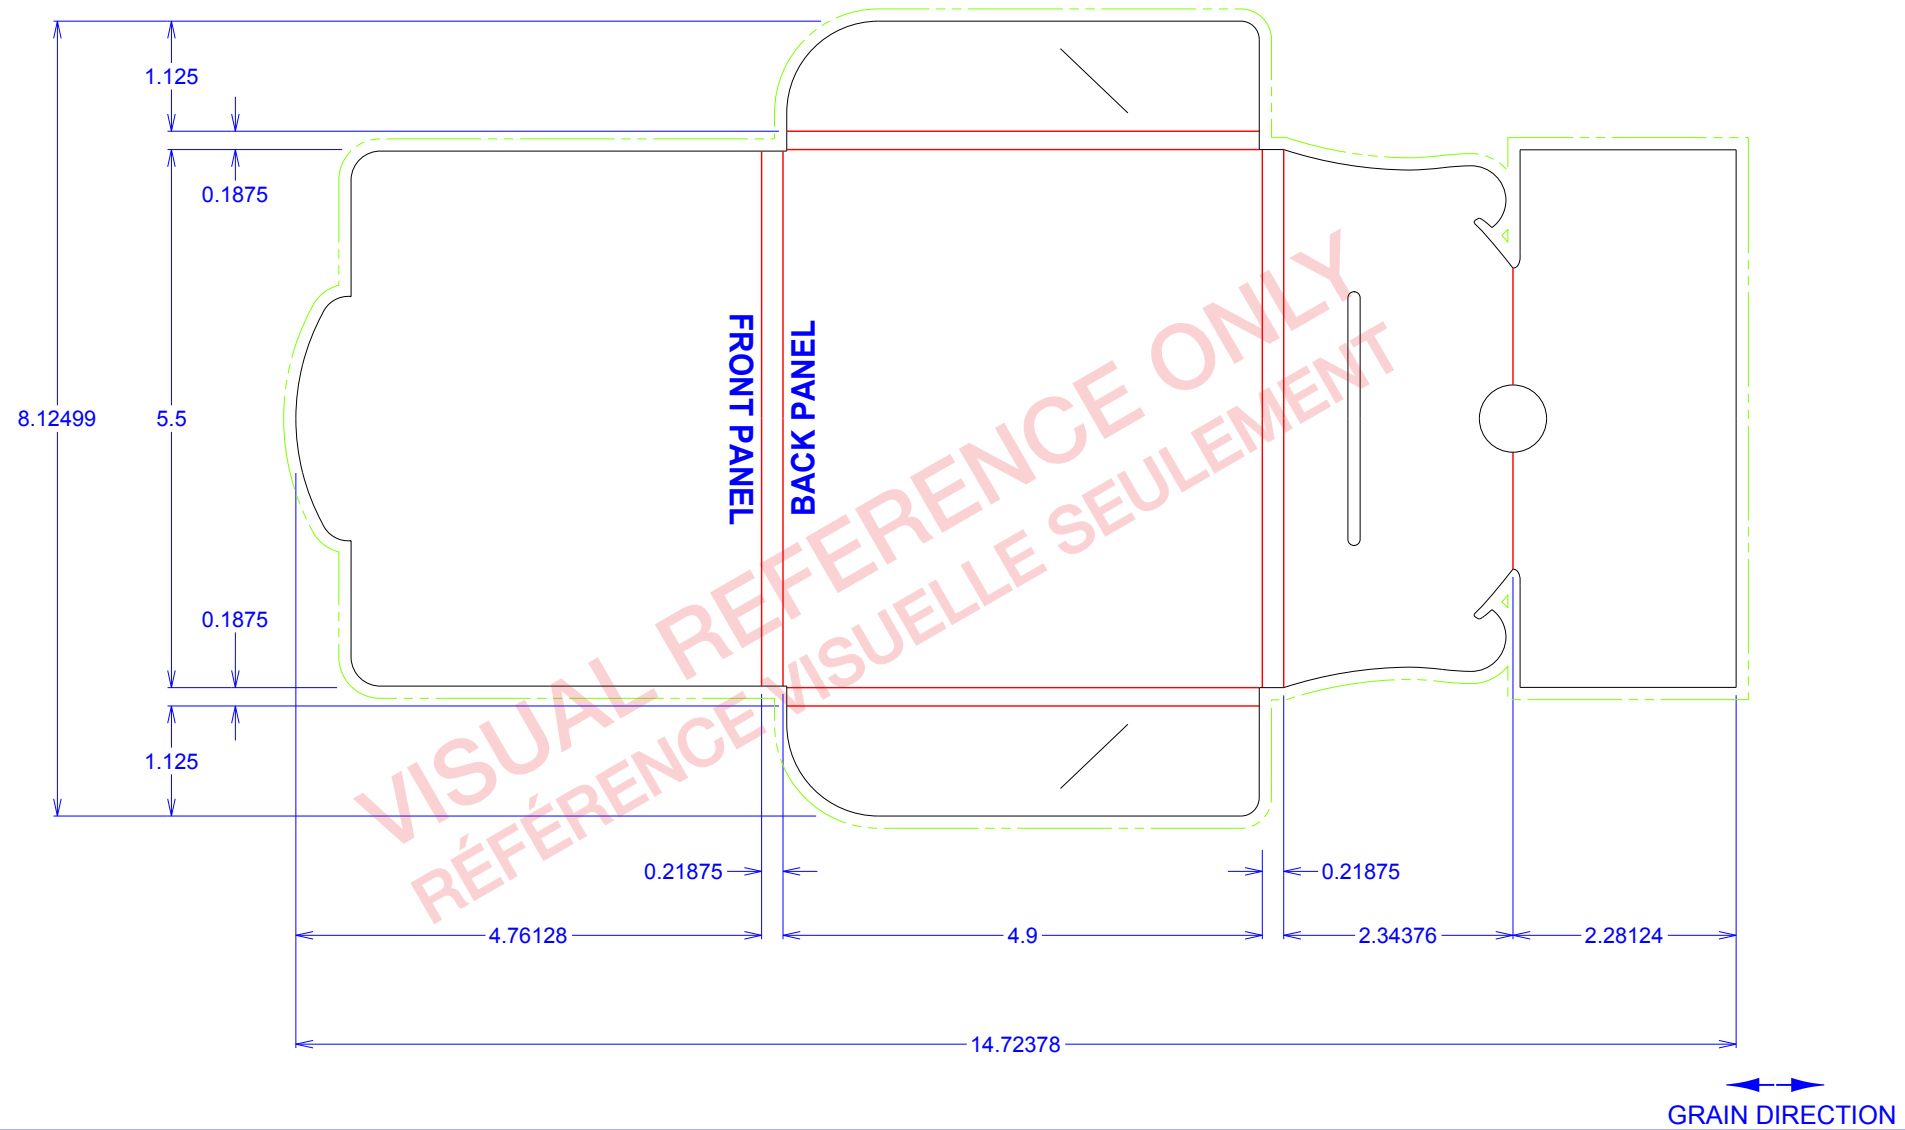 1.125
0.1875
8.12499
5.5
FRONT PANEL
BACK PANEL
VISUAL REFERENCE ONLY
RÉFÉRENCE VISUELLE SEULEMENT
0.1875
1.125
0.21875
0.21875
4.76128
4.9
2.34376
2.28124
14.72378
GRAIN DIRECTION